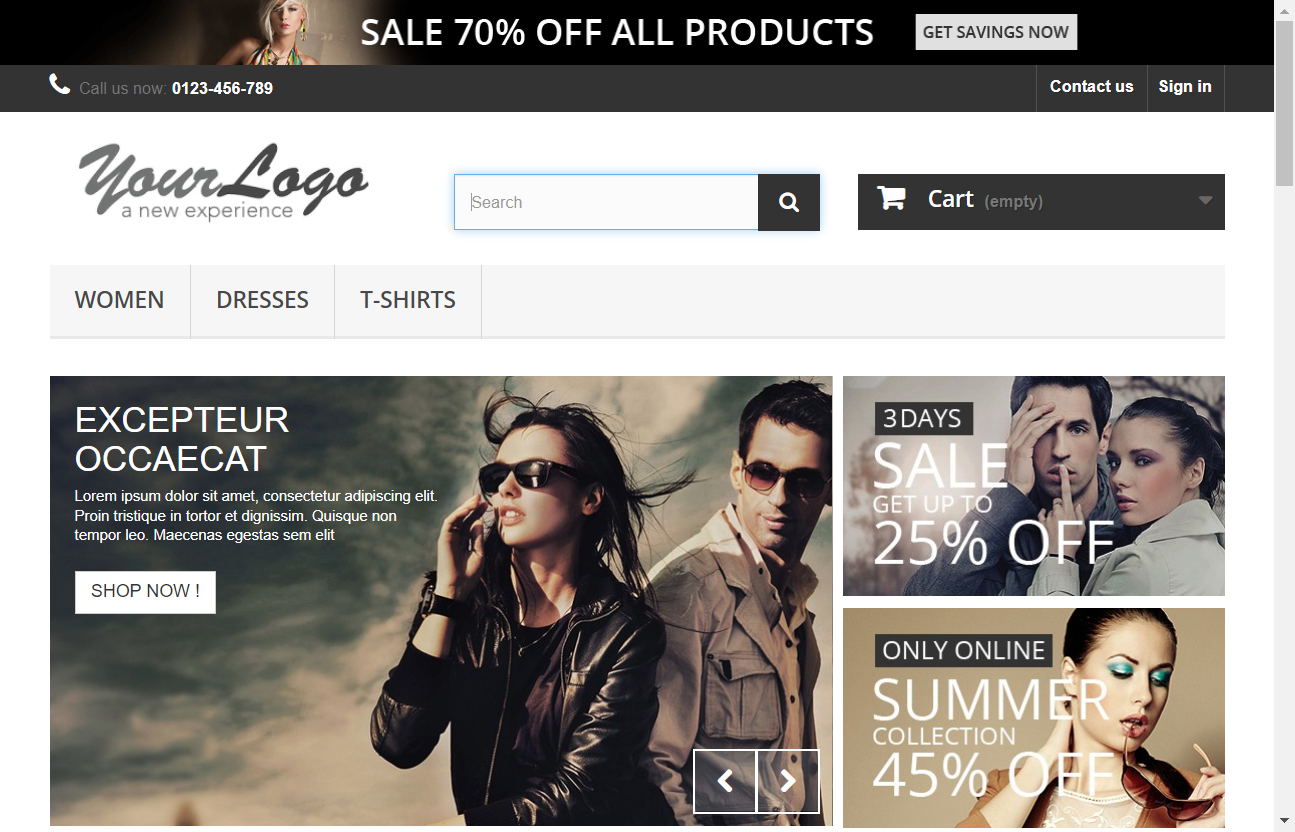 SALE 70% OFF ALL PRODUCTS
GET SAVINGS NOW
Call us now: 0123-456-789
Contact us
Sign in
Your Logo
a new experience
Search
Cart (empty)
WOMEN
DRESSES
T-SHIRTS
EXCEPTEUR
OCCAECAT
Lorem ipsum dolor sit amet, consectetur adipiscing elit.
Proin tristique in tortor et dignissim. Quisque non
tempor leo. Maecenas egestas sem elit
SHOP NOW !
3 DAYS
SALE
GET UP TO
25% OFF
ONLY ONLINE
SUMMER
COLLECTION
45% OFF